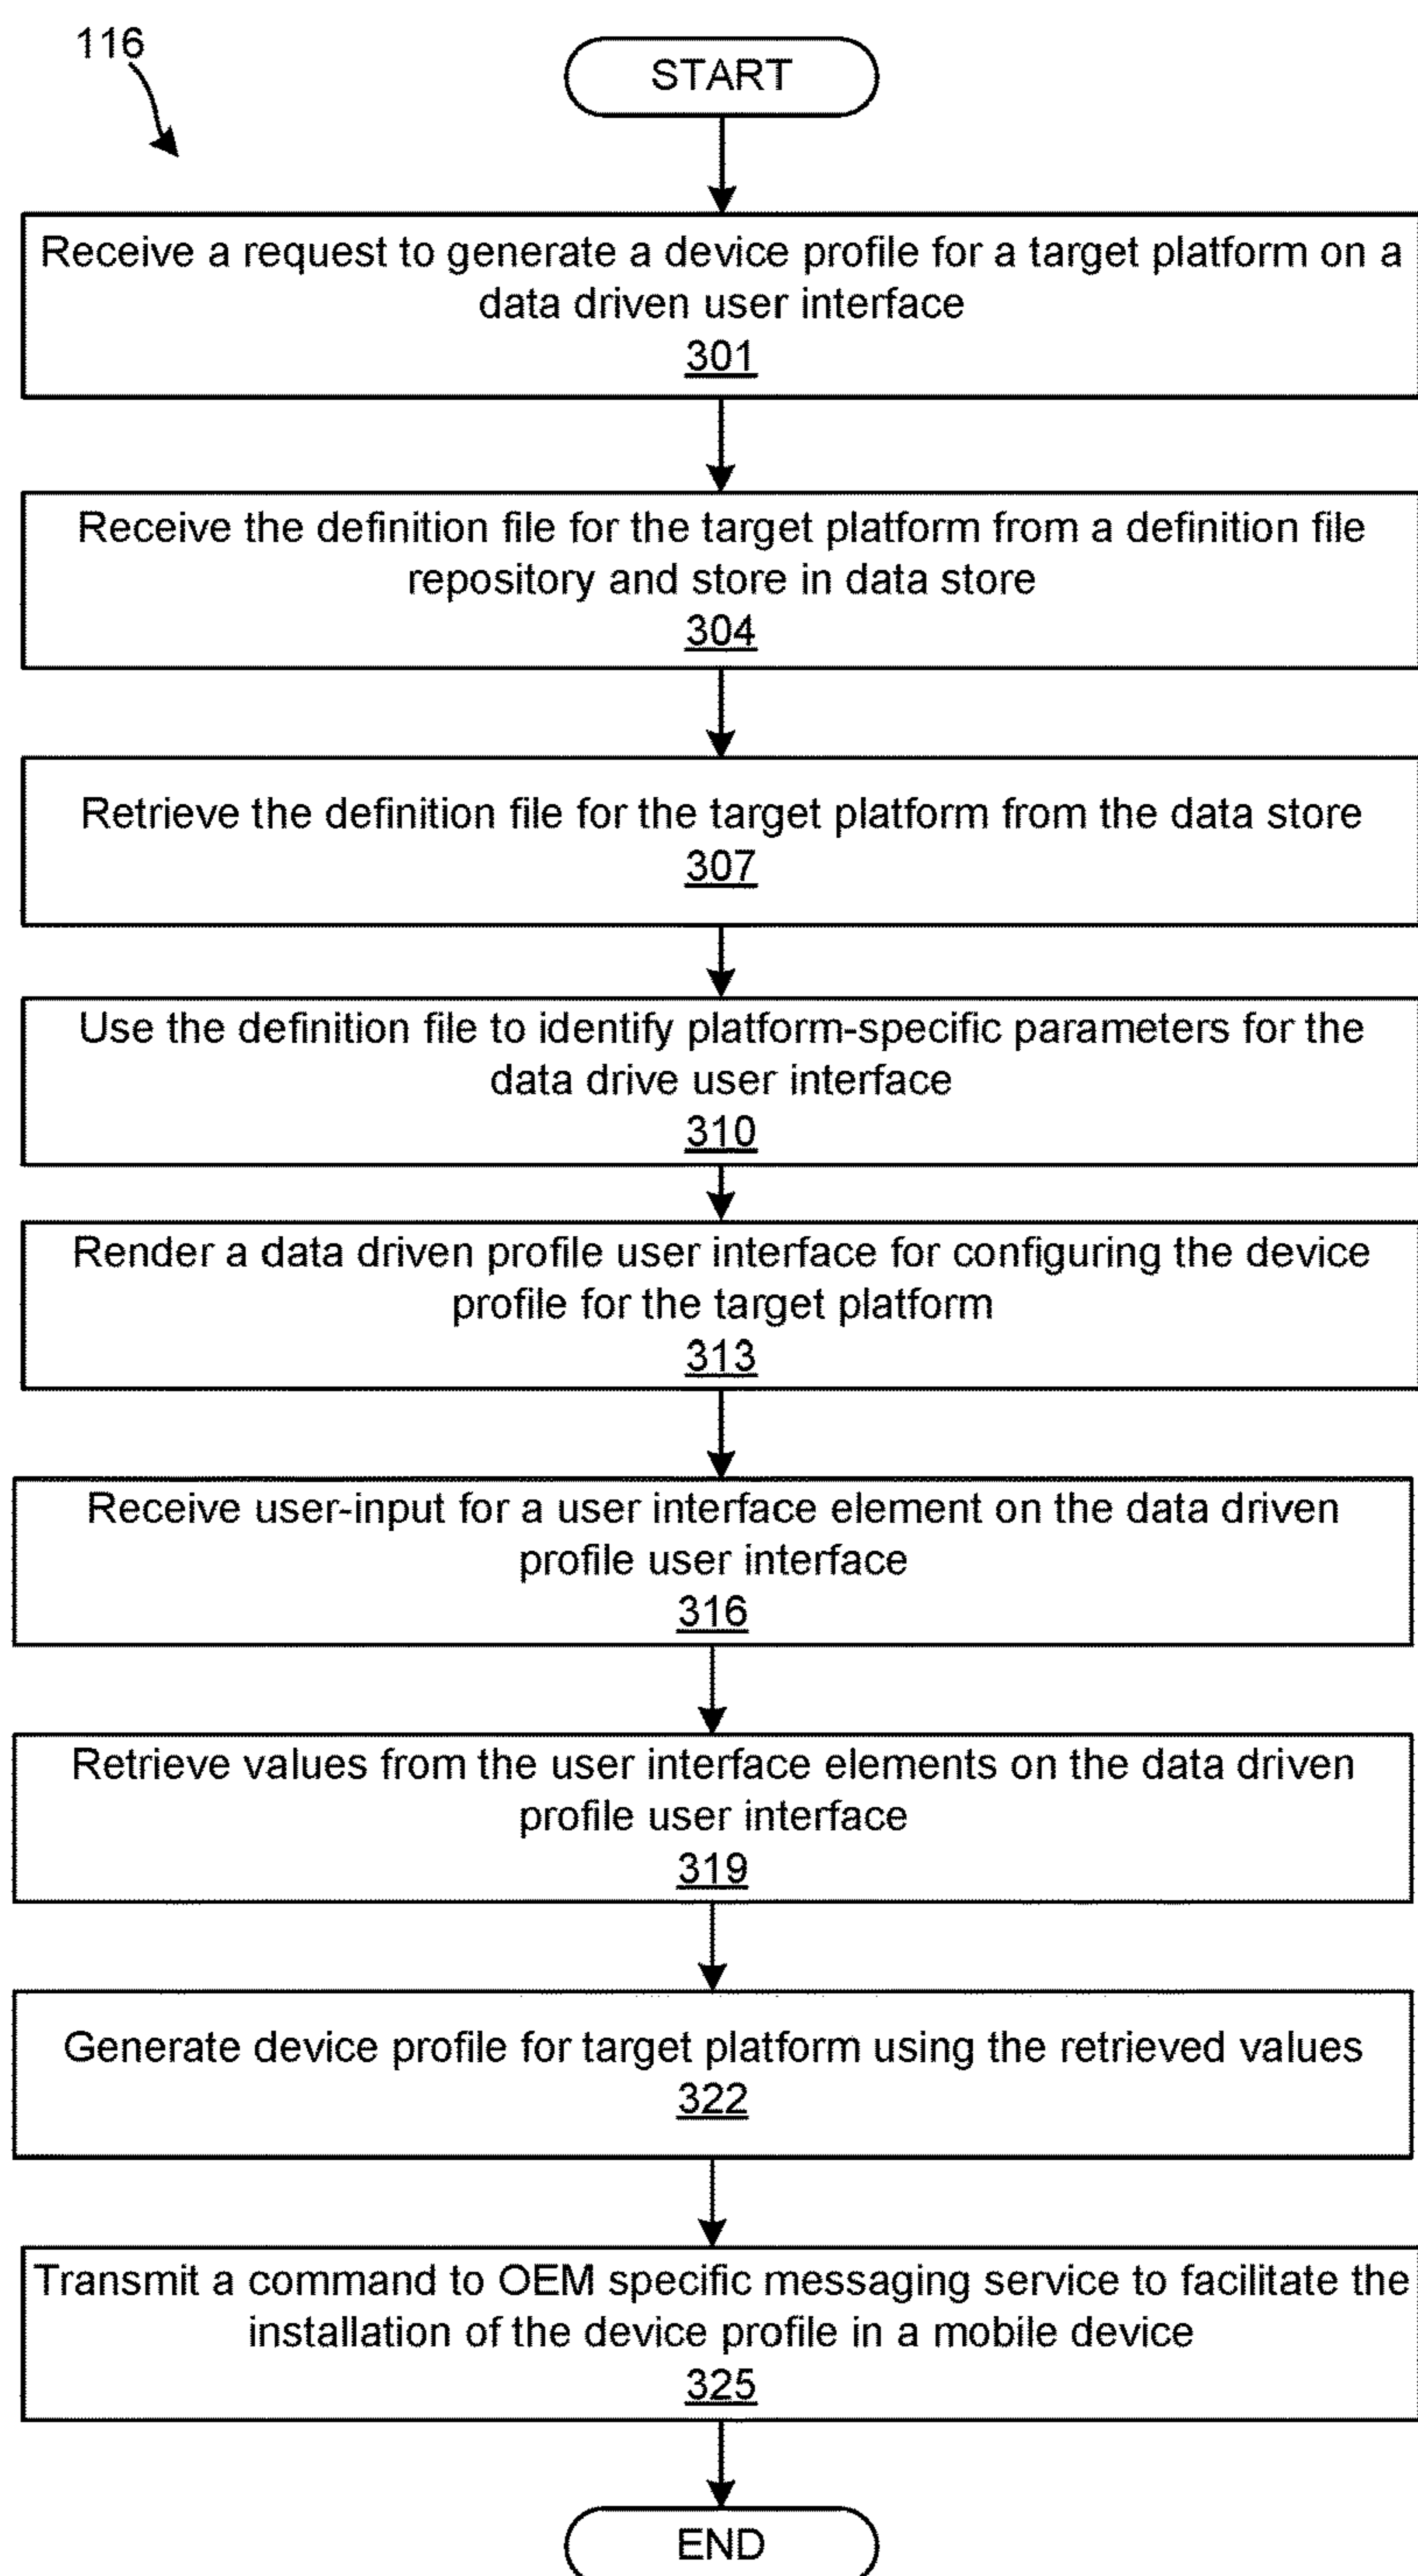 116
START
Receive a request to generate a device profile for a target platform on a
data driven user interface
301
Receive the definition file for the target platform from a definition file
repository and store in data store
304
Retrieve the definition file for the target platform from the data store
307
Use the definition file to identify platform-specific parameters for the
data drive user interface
310
Render a data driven profile user interface for configuring the device
profile for the target platform
313
Receive user-input for a user interface element on the data driven
profile user interface
316
Retrieve values from the user interface elements on the data driven
profile user interface
319
Generate device profile for target platform using the retrieved values
322
Transmit a command to OEM specific messaging service to facilitate the
installation of the device profile in a mobile device
325
END